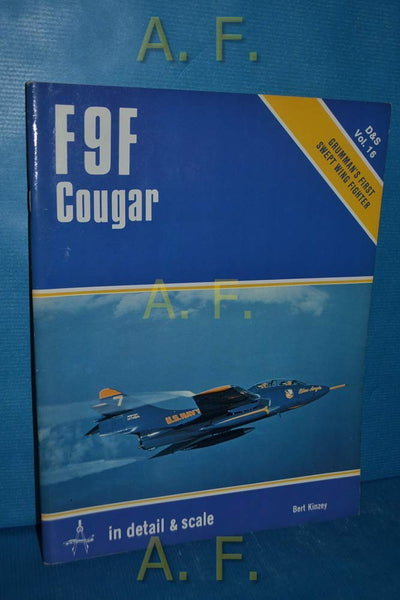 A. F.
F9F
Cougar
D&S
Vol. 16
GRUMMAN'S FIRST
SWEPT WING FIGHTER
A. F.
7
U.S. NAVY
Blue Angels
Bert Kinzey
in detail & scale
A. F.